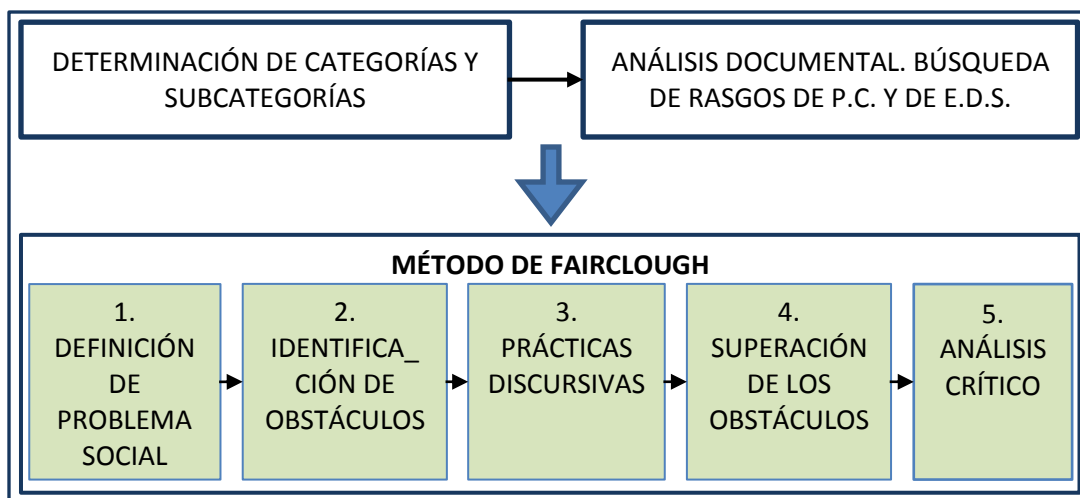 DETERMINACIÓN DE CATEGORÍAS Y
SUBCATEGORÍAS
ANÁLISIS DOCUMENTAL. BÚSQUEDA
DE RASGOS DE P.C. Y DE E.D.S.
MÉTODO DE FAIRCLOUGH
1.
DEFINICIÓN
DE
PROBLEMA
SOCIAL
2.
IDENTIFICA_
CIÓN DE
OBSTÁCULOS
3.
PRÁCTICAS
DISCURSIVAS
4.
SUPERACIÓN
DE LOS
OBSTÁCULOS
5.
ANÁLISIS
CRÍTICO